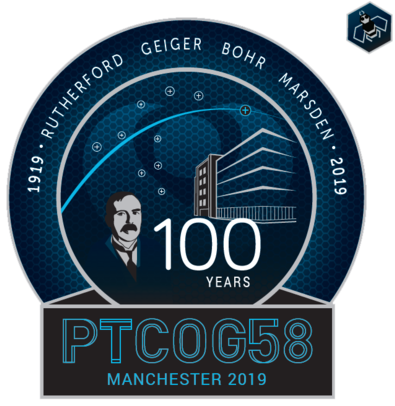 1919 • RUTHERFORD GEIGER BOHR MARSDEN • 2019
100
YEARS
PTCOG58
MANCHESTER 2019